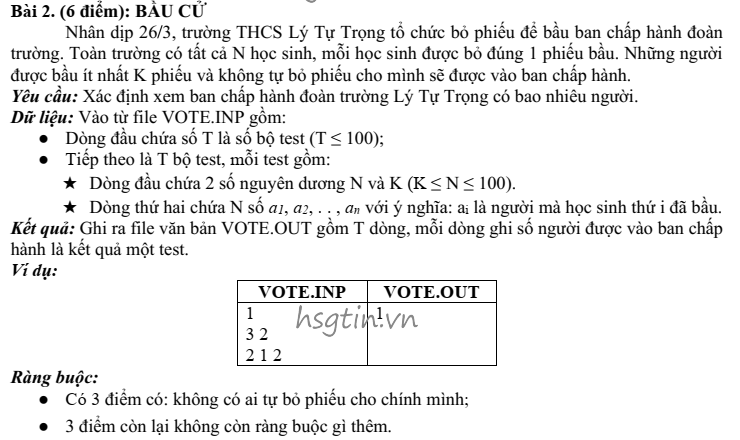 Bài 2. (6 điểm): BẦU CỬ
Nhân dịp 26/3, trường THCS Lý Tự Trọng tổ chức bỏ phiếu để bầu ban chấp hành đoàn
trường. Toàn trường có tất cả N học sinh, mỗi học sinh được bỏ đúng 1 phiếu bầu. Những người
được bầu ít nhất K phiếu và không tự bỏ phiếu cho mình sẽ được vào ban chấp hành.
Yêu cầu: Xác định xem ban chấp hành đoàn trường Lý Tự Trọng có bao nhiêu người.
Dữ liệu: Vào từ file VOTE.INP gồm:
● Dòng đầu chứa số T là số bộ test (T ≤ 100);
● Tiếp theo là T bộ test, mỗi test gồm:
★ Dòng đầu chứa 2 số nguyên dương N và K (K ≤ N ≤ 100).
★ Dòng thứ hai chứa N số a₁, a₂, . . , aₙ với ý nghĩa: aᵢ là người mà học sinh thứ i đã bầu.
Kết quả: Ghi ra file văn bản VOTE.OUT gồm T dòng, mỗi dòng ghi số người được vào ban chấp
hành là kết quả một test.
Ví dụ:
VOTE.INP VOTE.OUT
1 1
hsgtin.vn
3 2
2 1 2
Ràng buộc:
● Có 3 điểm có: không có ai tự bỏ phiếu cho chính mình;
● 3 điểm còn lại không còn ràng buộc gì thêm.